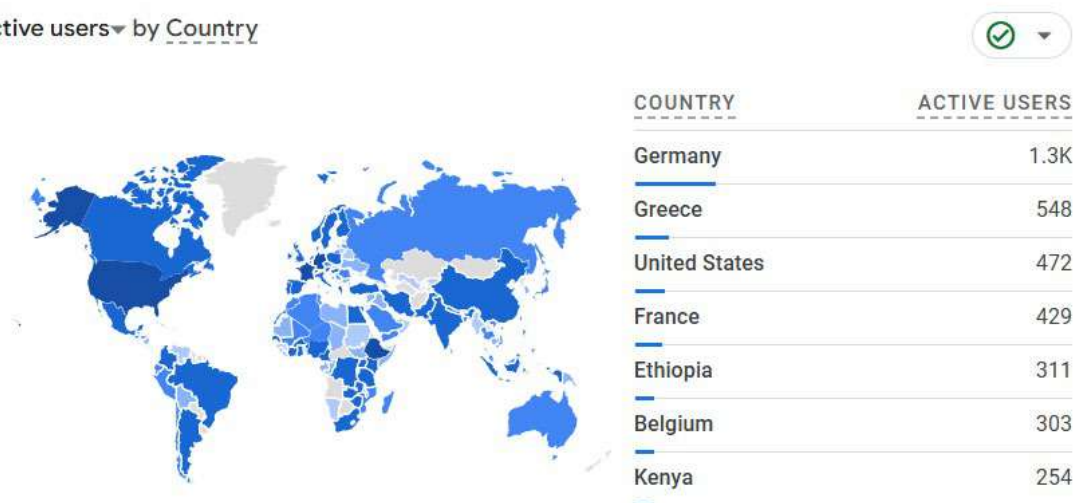 ctive users by Country
COUNTRY ACTIVE USERS
Germany 1.3K
Greece 548
United States 472
France 429
Ethiopia 311
Belgium 303
Kenya 254